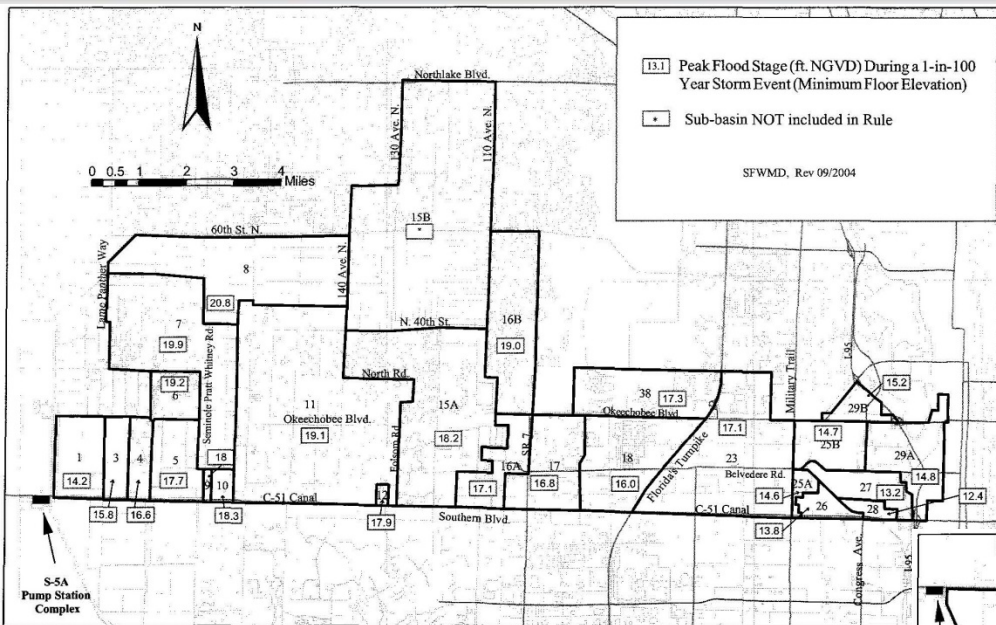 N
Northlake Blvd.
13.1 Peak Flood Stage (ft. NGVD) During a 1-in-100
Year Storm Event (Minimum Floor Elevation)
* Sub-basin NOT included in Rule
SFWMD, Rev 09/2004
130 Ave. N.
110 Ave. N.
0 0.5 1 2 3 4
Miles
15B
*
60th St. N.
Lame Panther Way
8
140 Ave. N.
20.8
7
19.9
N. 40th St.
16B
19.0
Seminole Pratt Whitney Rd.
19.2
6
North Rd.
11
Okeechobee Blvd.
19.1
15A
18.2
Folsom Rd.
38
17.3
Okeechobee Blvd
Military Trail
I-95
15.2
29B
14.7
25B
17.1
1
14.2
3
4
5
17.7
18
9
10
12
16A
17.1
SR 7
17
16.8
18
16.0
Florida's Turnpike
23
Belvedere Rd.
29A
14.8
25A
14.6
27
13.2
12.4
26
28
13.8
15.8
16.6
18.3
C-51 Canal
17.9
Southern Blvd.
C-51 Canal
Congress Ave.
I-95
S-5A
Pump Station
Complex